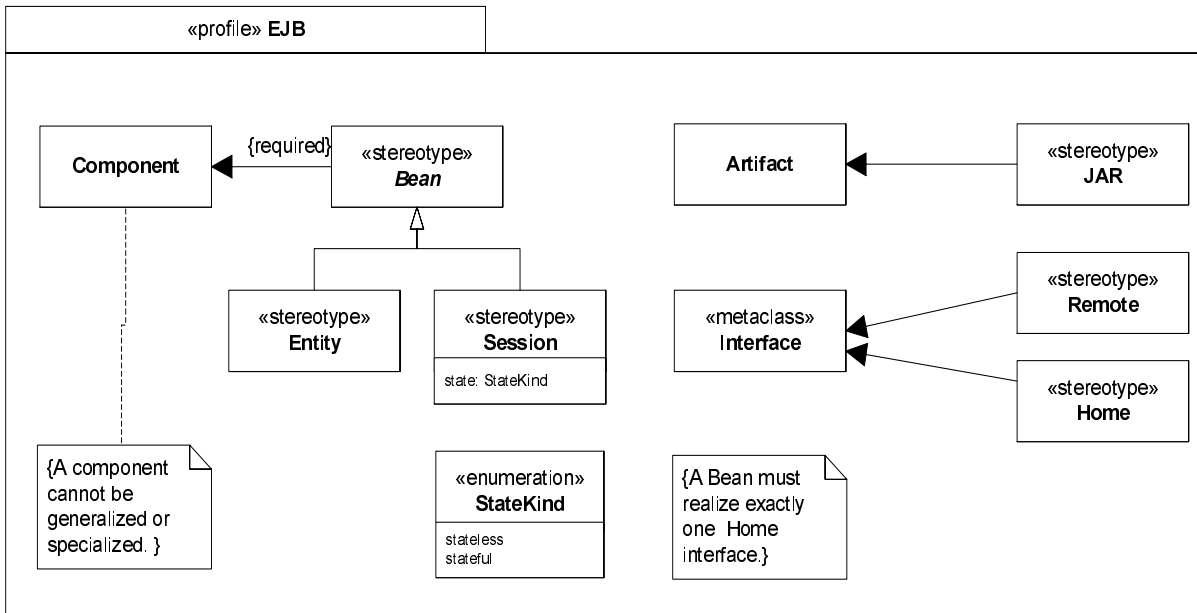 «profile» EJB
Component
{required}
«stereotype»
Bean
Artifact
«stereotype»
JAR
«stereotype»
Entity
«stereotype»
Session
state: StateKind
«metaclass»
Interface
«stereotype»
Remote
«stereotype»
Home
{A component
cannot be
generalized or
specialized. }
«enumeration»
StateKind
stateless
stateful
{A Bean must
realize exactly
one Home
interface.}